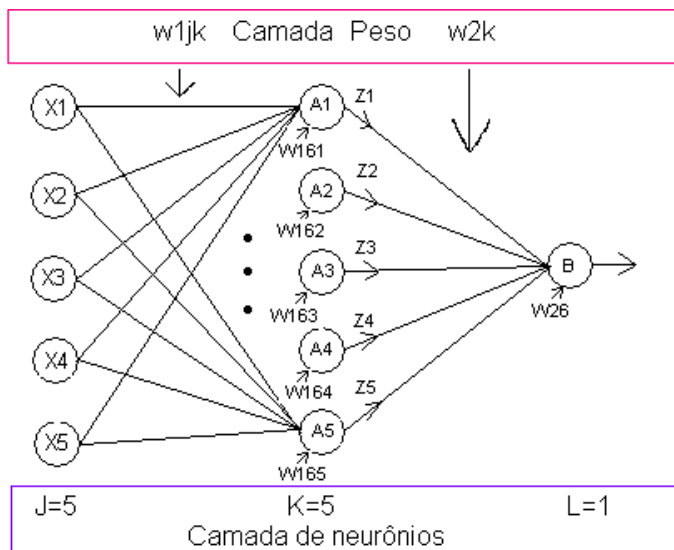 w1jk Camada Peso w2k
X1 A1 Z1
W161
X2 A2 Z2
W162
X3 A3 Z3 B
W163 W26
X4 A4 Z4
W164
X5 A5 Z5
W165
J=5 K=5 L=1
Camada de neurônios